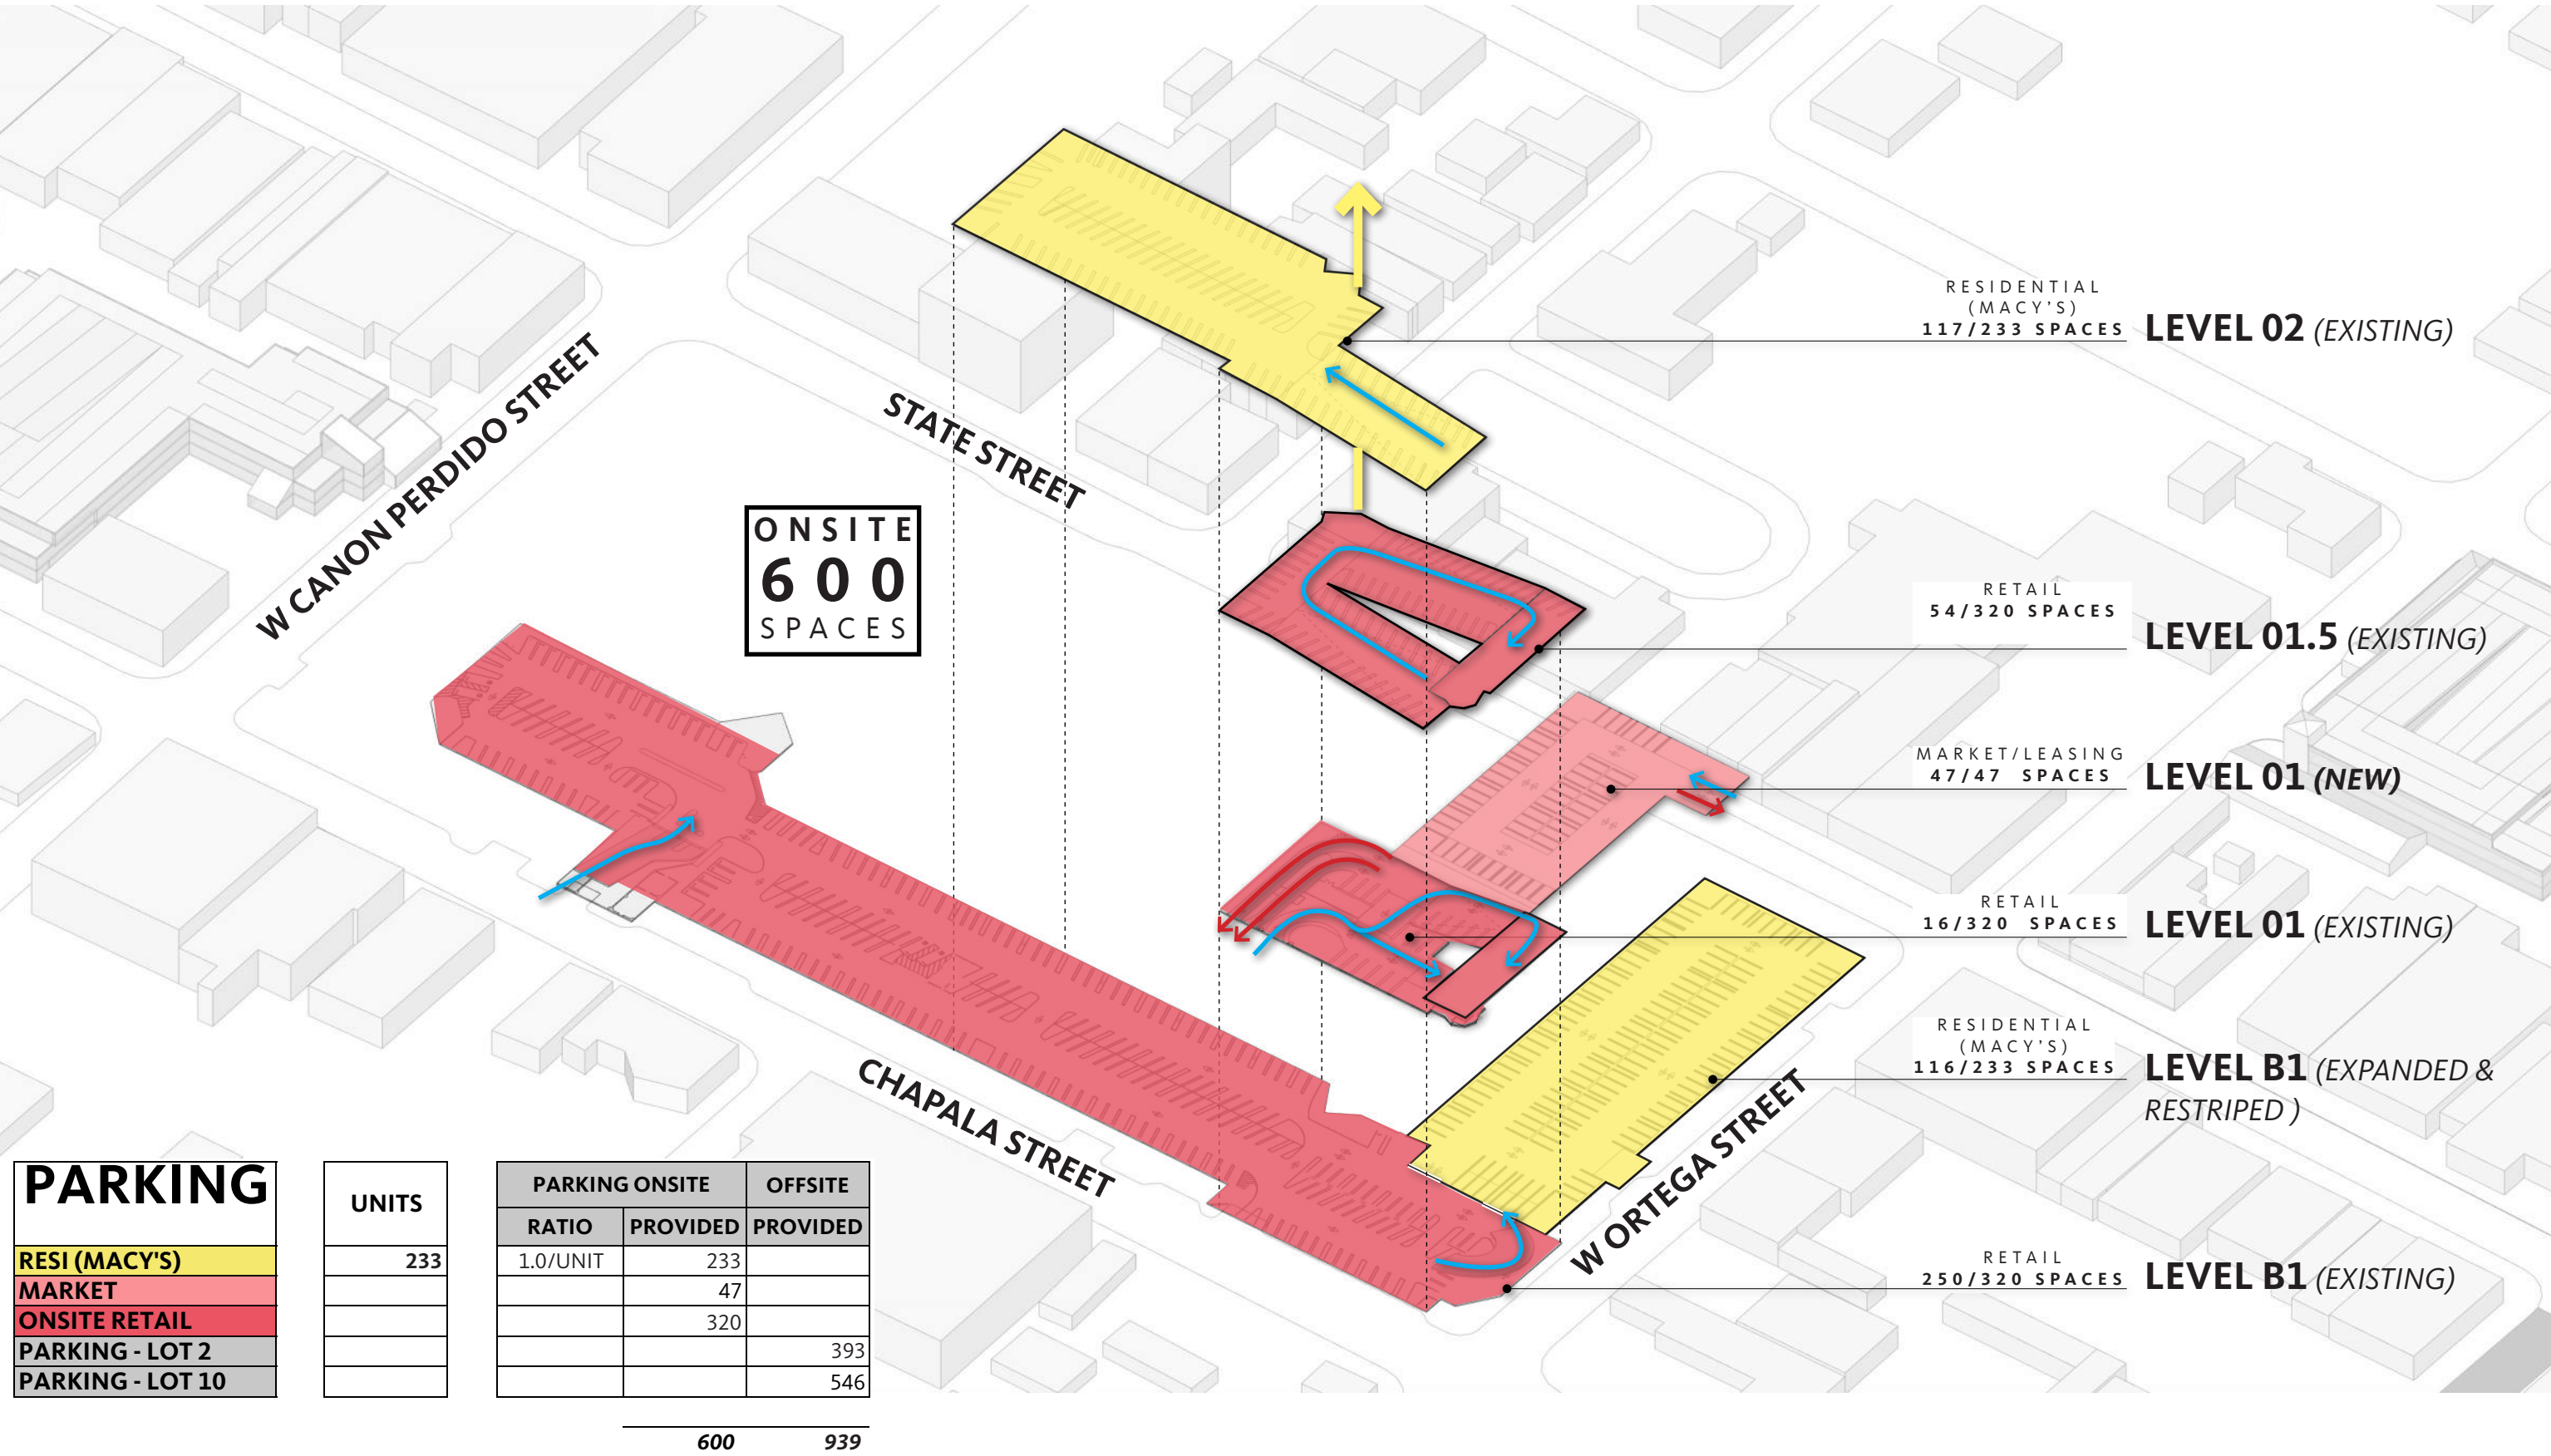 RESIDENTIAL
(MACY'S)
117/233 SPACES
LEVEL 02 (EXISTING)
W CANON PERDIDO STREET
STATE STREET
ONSITE
600
SPACES
RETAIL
54/320 SPACES
LEVEL 01.5 (EXISTING)
MARKET/LEASING
47/47 SPACES
LEVEL 01 (NEW)
RETAIL
16/320 SPACES
LEVEL 01 (EXISTING)
RESIDENTIAL
(MACY'S)
116/233 SPACES
LEVEL B1 (EXPANDED &
RESTRIPED )
CHAPALA STREET
W ORTEGA STREET
RETAIL
250/320 SPACES
LEVEL B1 (EXISTING)
PARKING UNITS PARKING ONSITE OFFSITE
RATIO PROVIDED PROVIDED
RESI (MACY'S) 233 1.0/UNIT 233
MARKET 47
ONSITE RETAIL 320
PARKING - LOT 2 393
PARKING - LOT 10 546
600 939